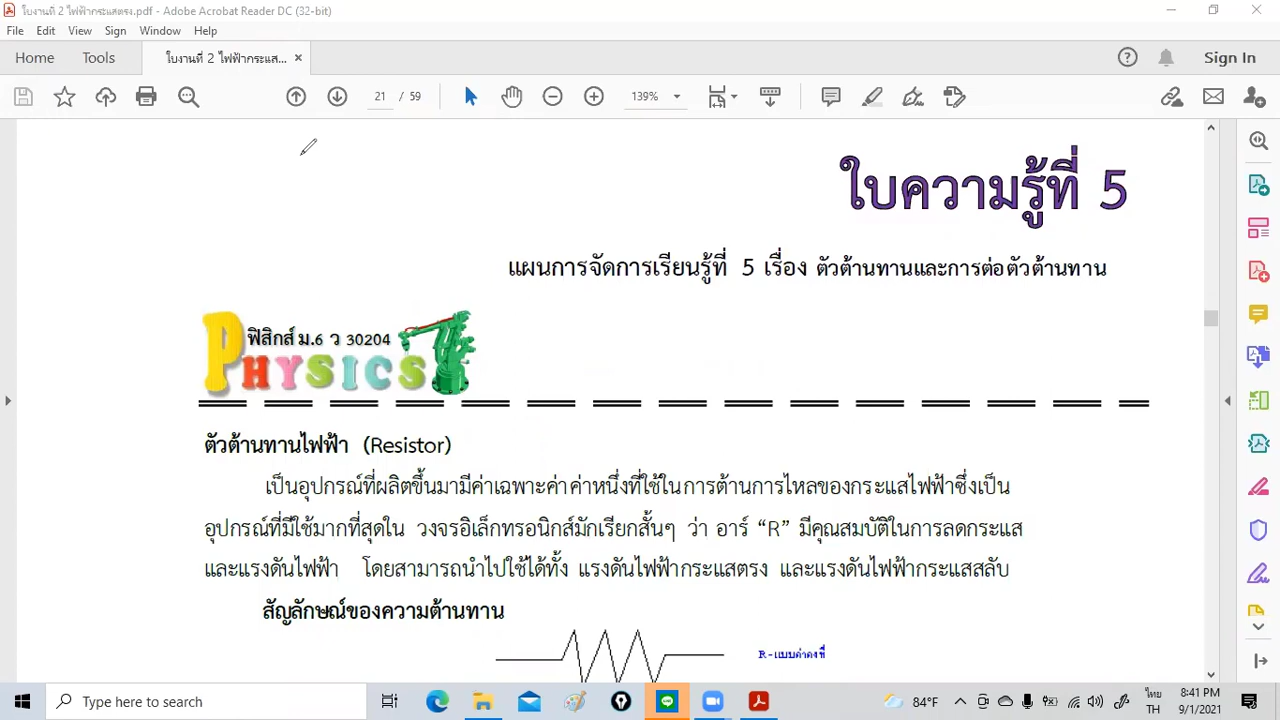 ใบงานที่ 2 ไฟฟ้ากระแสตรง.pdf - Adobe Acrobat Reader DC (32-bit)
File Edit View Sign Window Help
Home Tools ใบงานที่ 2 ไฟฟ้ากระแส... × Sign In
21 / 59 139%
ใบความรู้ที่ 5
แผนการจัดการเรียนรู้ที่ 5 เรื่อง ตัวต้านทานและการต่อตัวต้านทาน
ฟิสิกส์ ม.6 ว 30204
PHYSICS
ตัวต้านทานไฟฟ้า (Resistor)
เป็นอุปกรณ์ที่ผลิตขึ้นมามีค่าเฉพาะค่าค่าหนึ่งที่ใช้ในการต้านการไหลของกระแสไฟฟ้าซึ่งเป็น
อุปกรณ์ที่มีใช้มากที่สุดใน วงจรอิเล็กทรอนิกส์มักเรียกสั้นๆ ว่า อาร์ “R” มีคุณสมบัติในการลดกระแส
และแรงดันไฟฟ้า โดยสามารถนำไปใช้ได้ทั้ง แรงดันไฟฟ้ากระแสตรง และแรงดันไฟฟ้ากระแสสลับ
สัญลักษณ์ของความต้านทาน
R-แบบค่าคงที่
Type here to search 84°F ไทย 8:41 PM
TH 9/1/2021